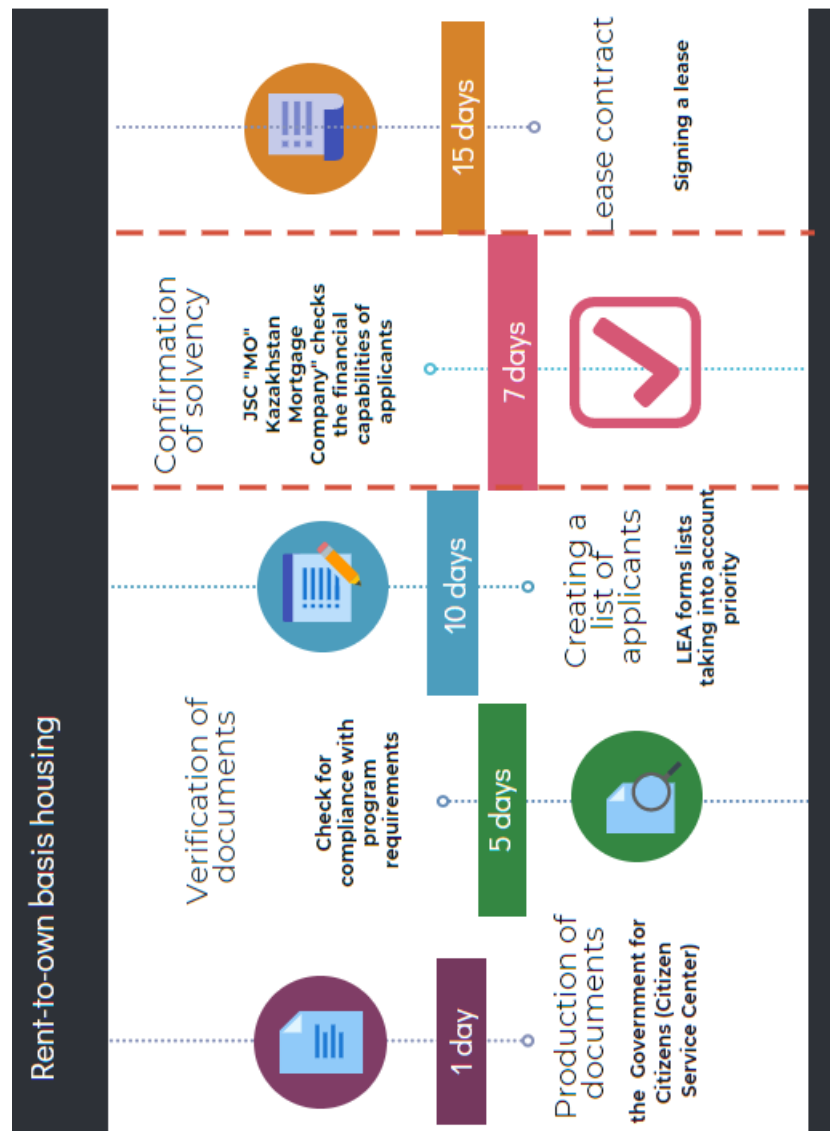 Rent-to-own basis housing
1 day
Production of
documents
the Government for
Citizens (Citizen
Service Center)
Verification of
documents
Check for
compliance with
program
requirements
5 days
10 days
Creating a
list of
applicants
LEA forms lists
taking into account
priority
Confirmation
of solvency
JSC "MO"
Kazakhstan
Mortgage
Company" checks
the financial
capabilities of
applicants
7 days
15 days
Lease contract
Signing a lease